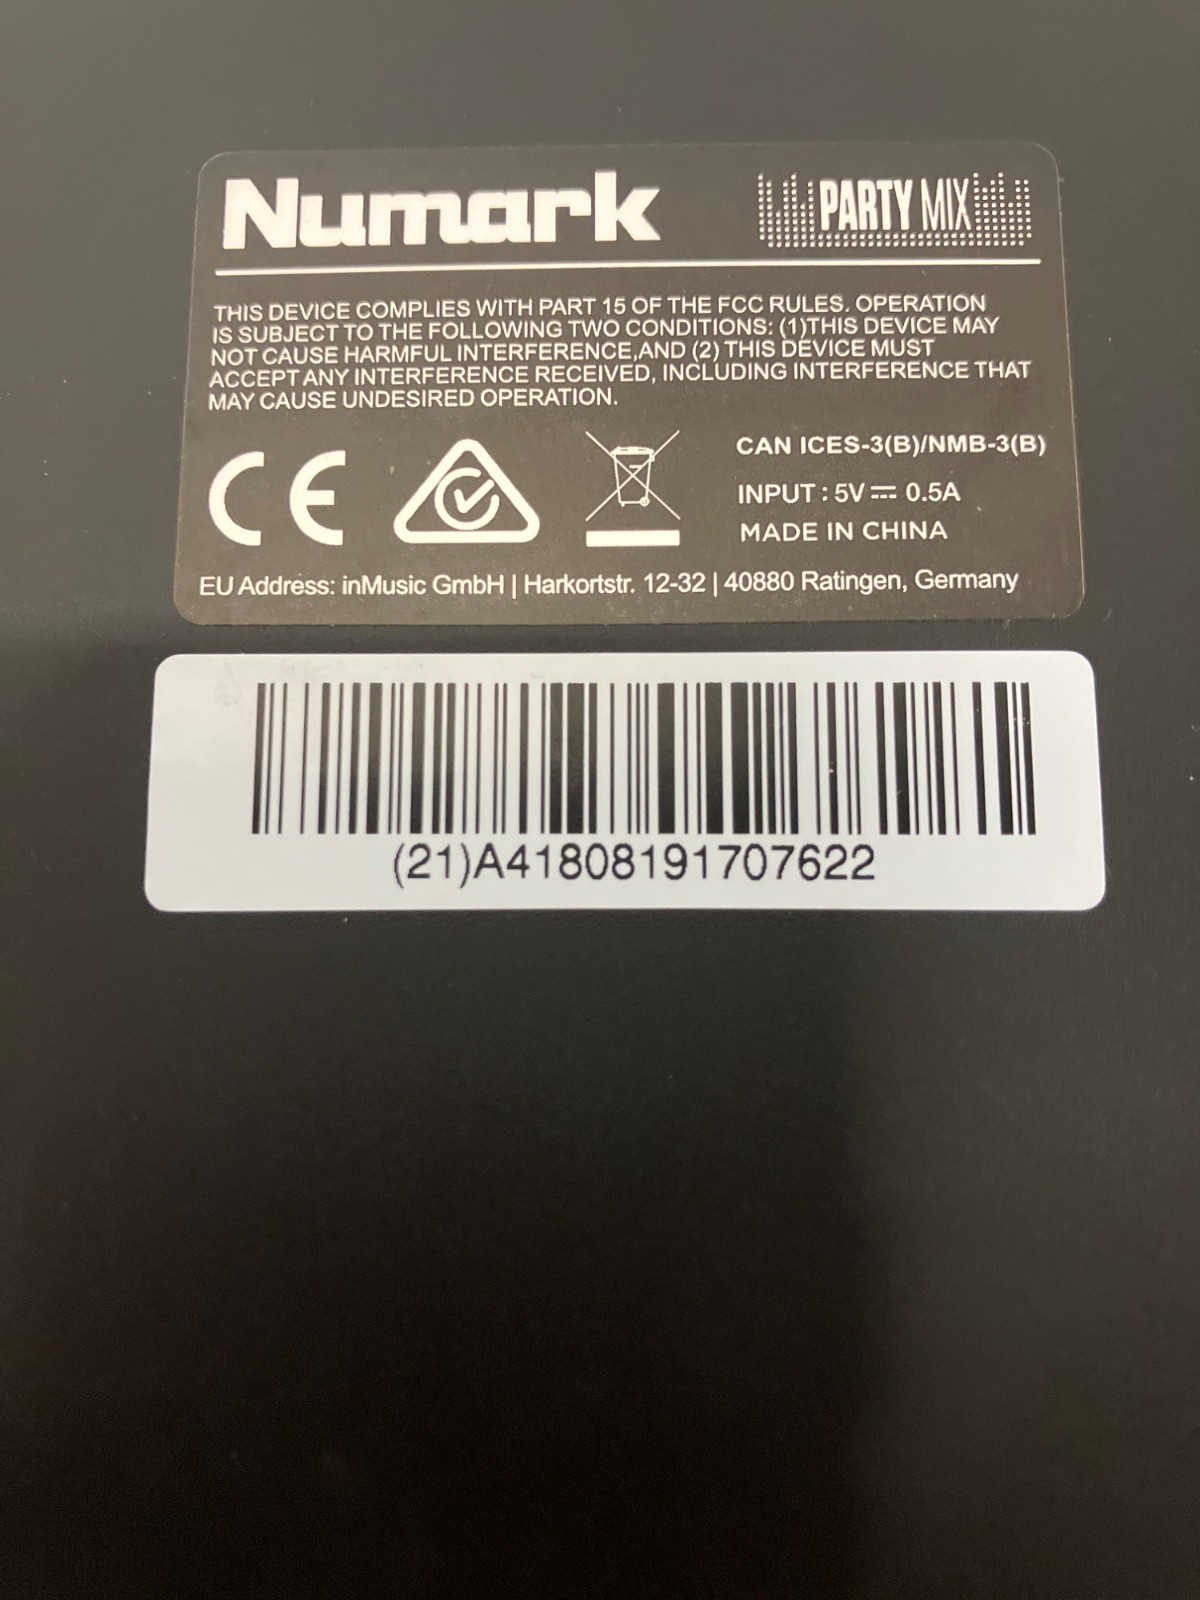 Numark
PARTY MIX
THIS DEVICE COMPLIES WITH PART 15 OF THE FCC RULES. OPERATION
IS SUBJECT TO THE FOLLOWING TWO CONDITIONS: (1)THIS DEVICE MAY
NOT CAUSE HARMFUL INTERFERENCE,AND (2) THIS DEVICE MUST
ACCEPT ANY INTERFERENCE RECEIVED, INCLUDING INTERFERENCE THAT
MAY CAUSE UNDESIRED OPERATION.
CE
CAN ICES-3(B)/NMB-3(B)
INPUT : 5V ⎓ 0.5A
MADE IN CHINA
EU Address: inMusic GmbH | Harkortstr. 12-32 | 40880 Ratingen, Germany
(21)A41808191707622